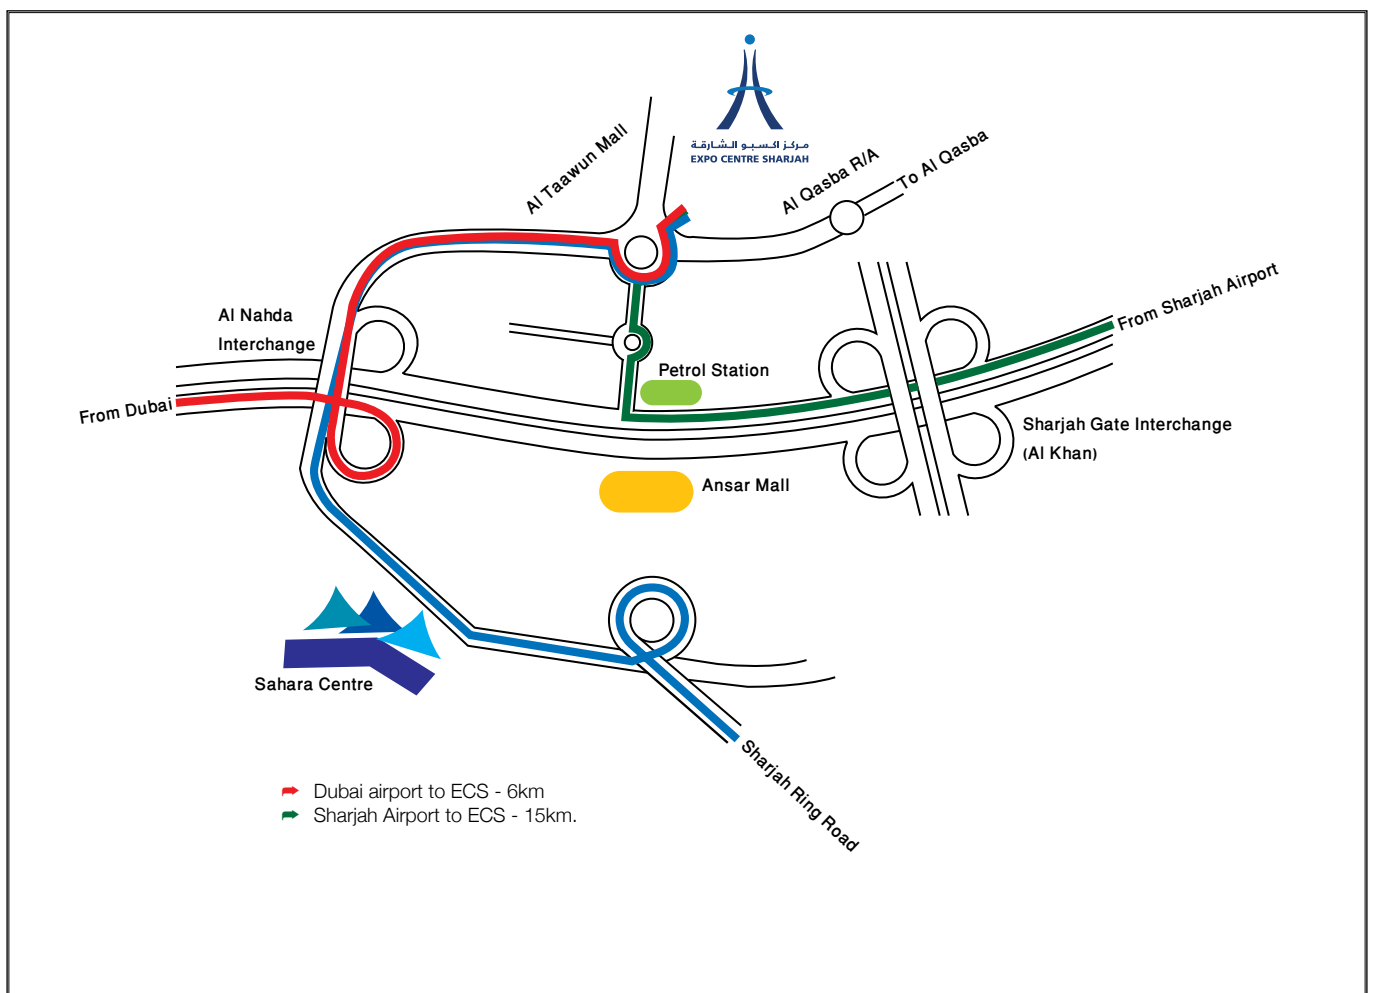 مركز اكسبو الشارقة
EXPO CENTRE SHARJAH
Al Taawun Mall
Al Qasba R/A
To Al Qasba
From Sharjah Airport
Al Nahda
Interchange
From Dubai
Petrol Station
Sharjah Gate Interchange
(Al Khan)
Ansar Mall
Sahara Centre
Sharjah Ring Road
Dubai airport to ECS - 6km
Sharjah Airport to ECS - 15km.